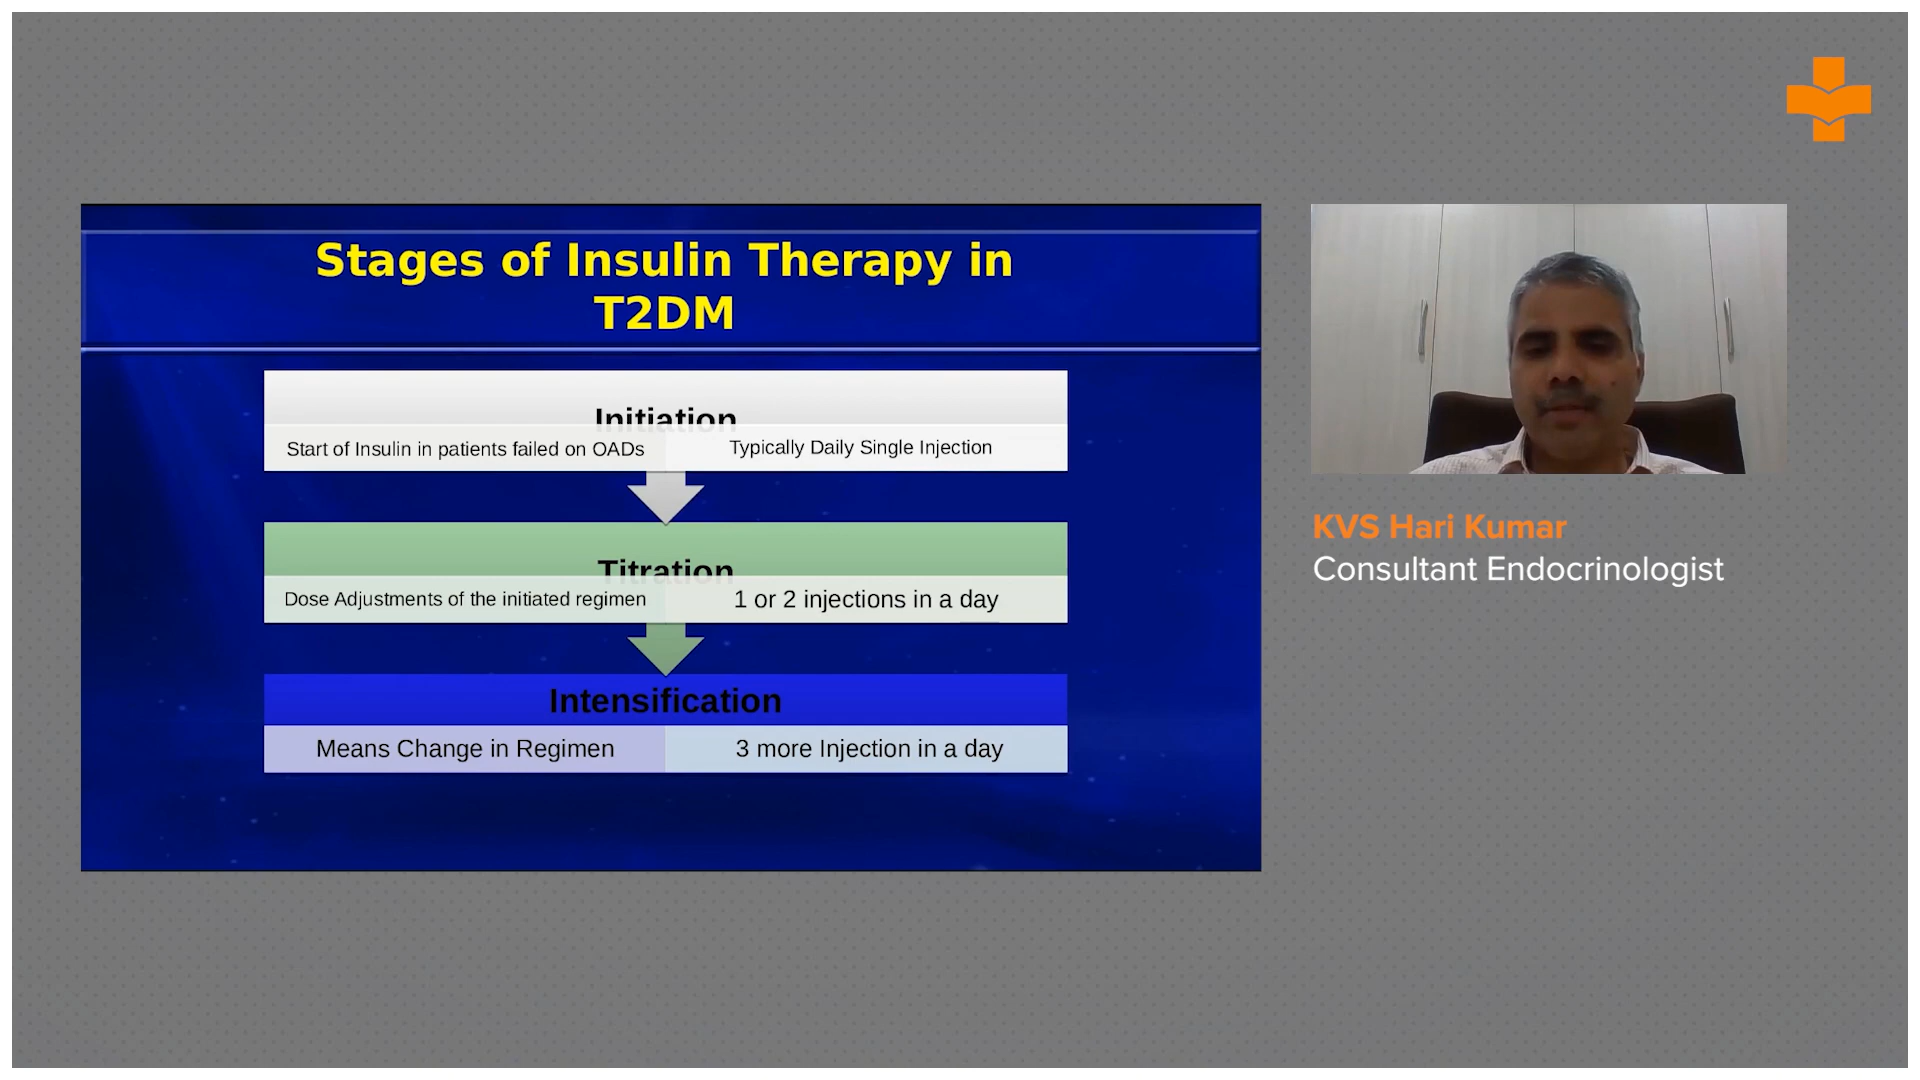 Stages of Insulin Therapy in
T2DM
Initiation
Start of Insulin in patients failed on OADs
Typically Daily Single Injection
Titration
Dose Adjustments of the initiated regimen
1 or 2 injections in a day
Intensification
Means Change in Regimen
3 more Injection in a day
KVS Hari Kumar
Consultant Endocrinologist